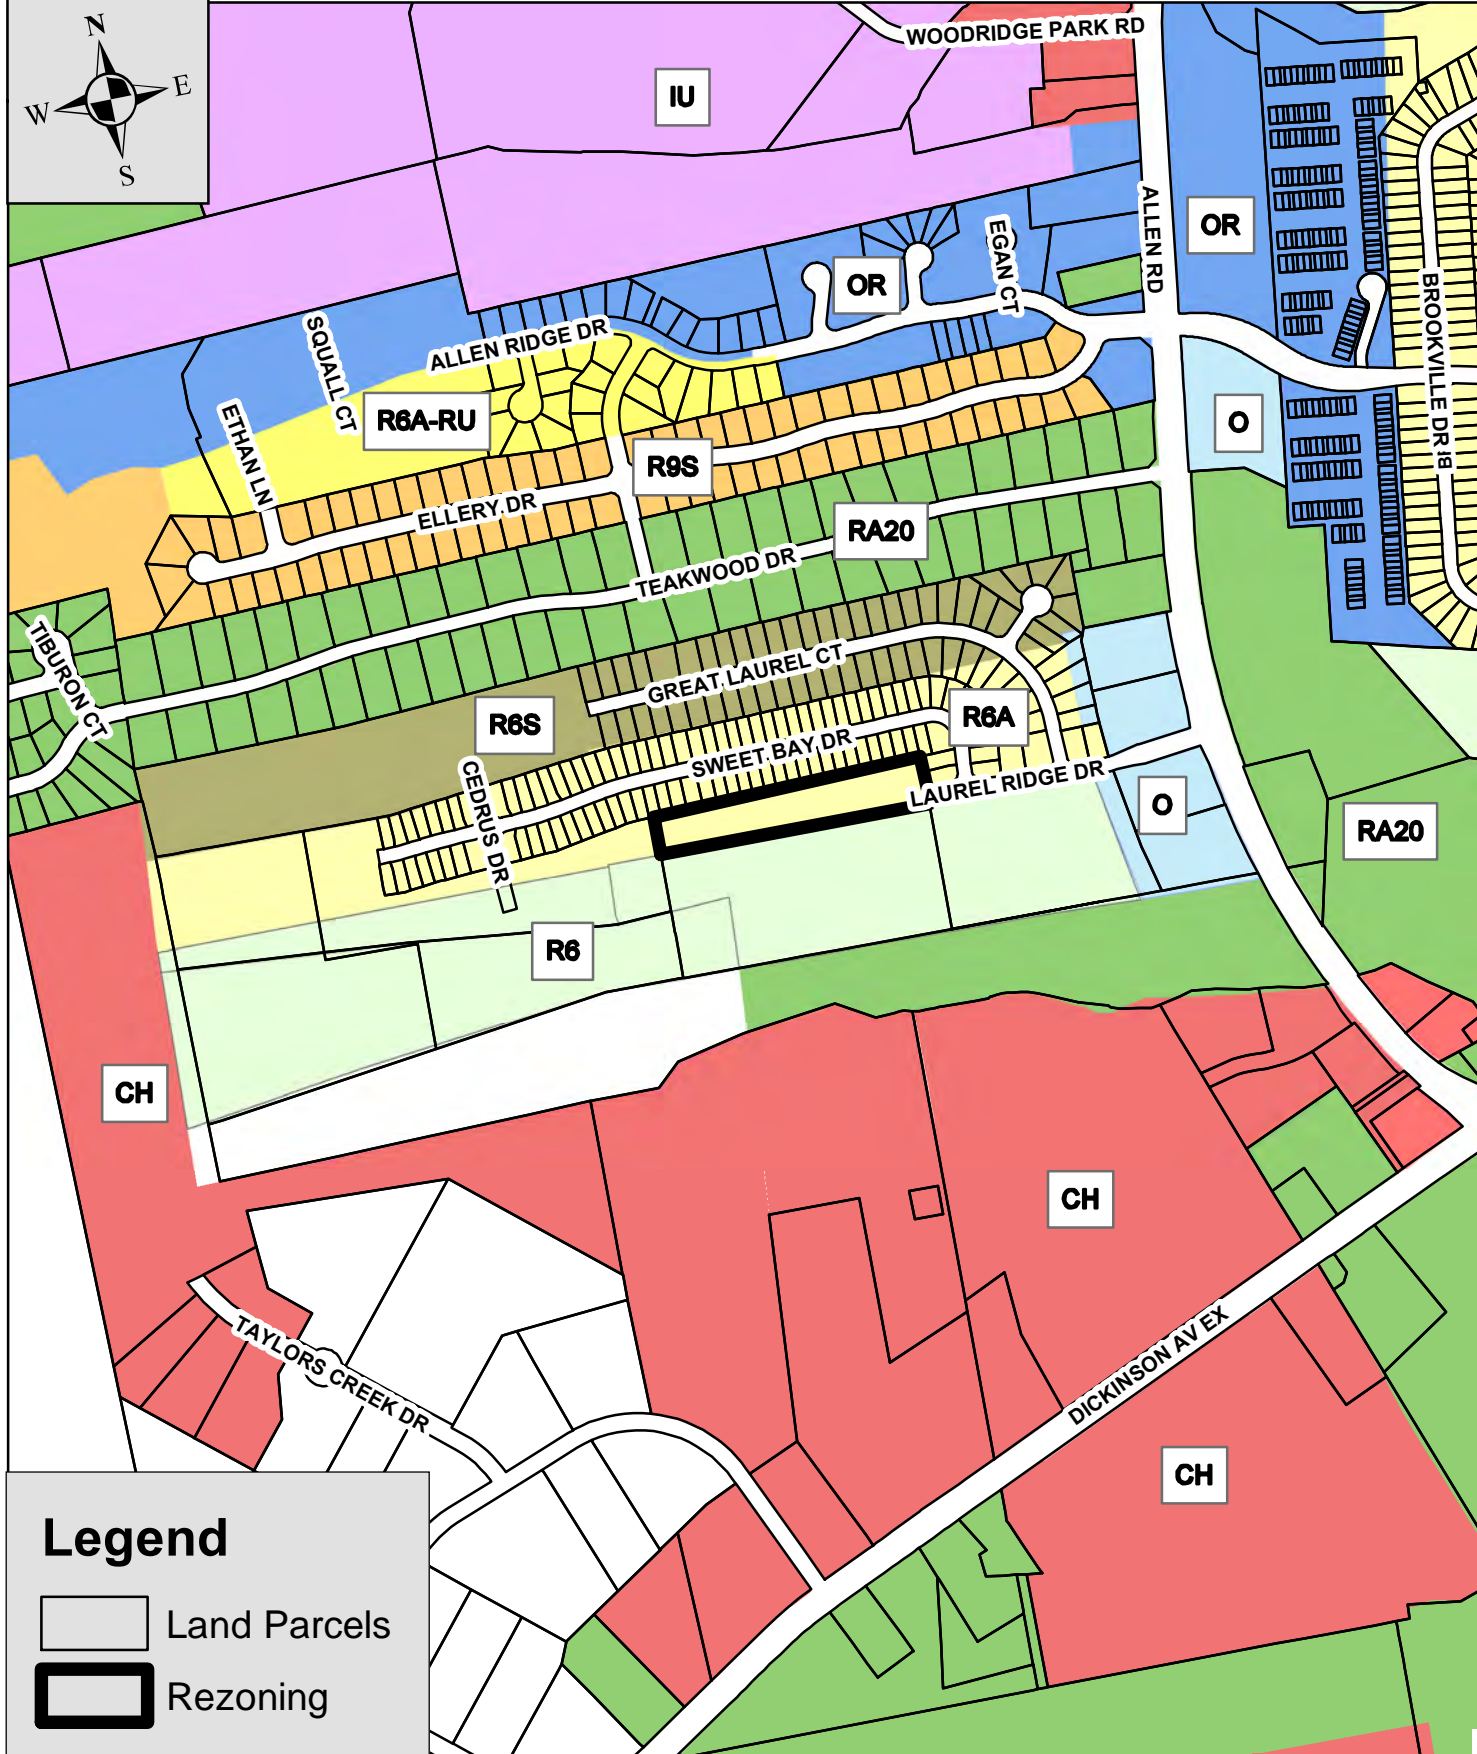 N
W
E
S
WOODRIDGE PARK RD
IU
ALLEN RD
OR
OR
EGAN CT
BROOKVILLE DR
SQUALL CT
ALLEN RIDGE DR
R6A-RU
ETHAN LN
O
R9S
ELLERY DR
RA20
TEAKWOOD DR
TIBURON CT
GREAT LAUREL CT
R6S
R6A
SWEET BAY DR
CEDRUS DR
LAUREL RIDGE DR
O
RA20
R6
CH
CH
TAYLORS CREEK DR
DICKINSON AV EX
CH
Legend
Land Parcels
Rezoning